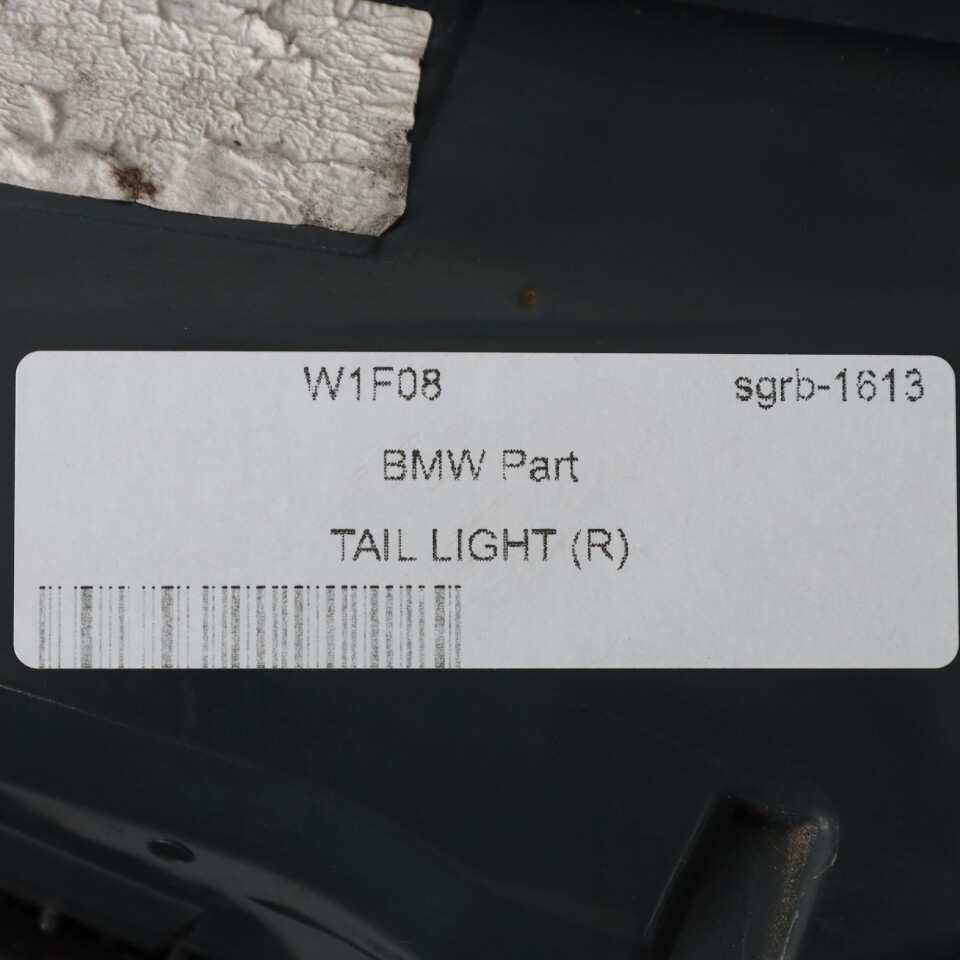 W1F08 sgrb-1613
BMW Part
TAIL LIGHT (R)